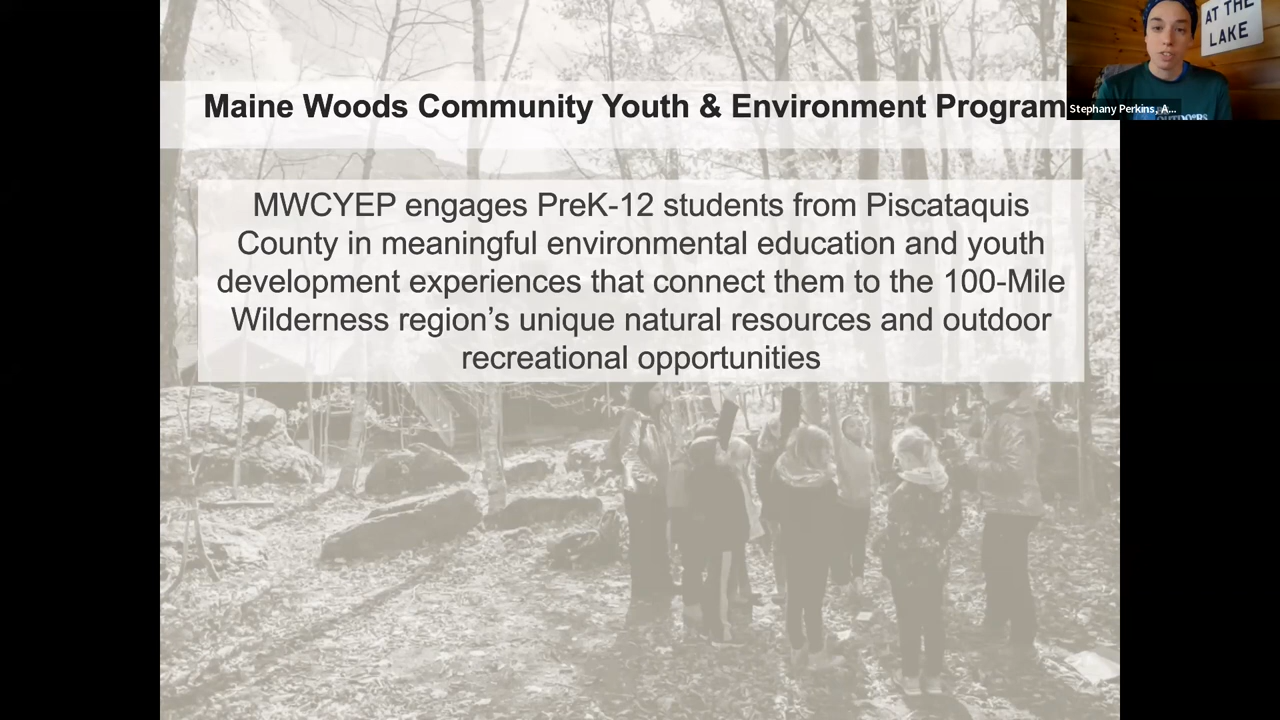 Maine Woods Community Youth & Environment Program
MWCYEP engages PreK-12 students from Piscataquis
County in meaningful environmental education and youth
development experiences that connect them to the 100-Mile
Wilderness region’s unique natural resources and outdoor
recreational opportunities
AT THE
LAKE
Stephany Perkins, A...
OUTDOORS